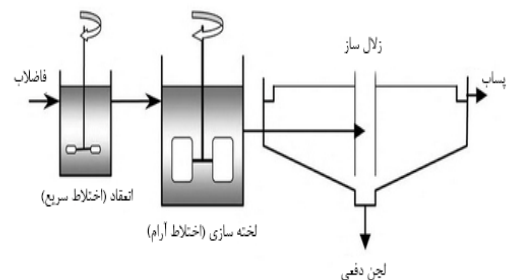 زلال ساز
فاضلاب
پساب
انعقاد (اختلاط سریع)
لخته سازی (اختلاط آرام)
لجن دفعی